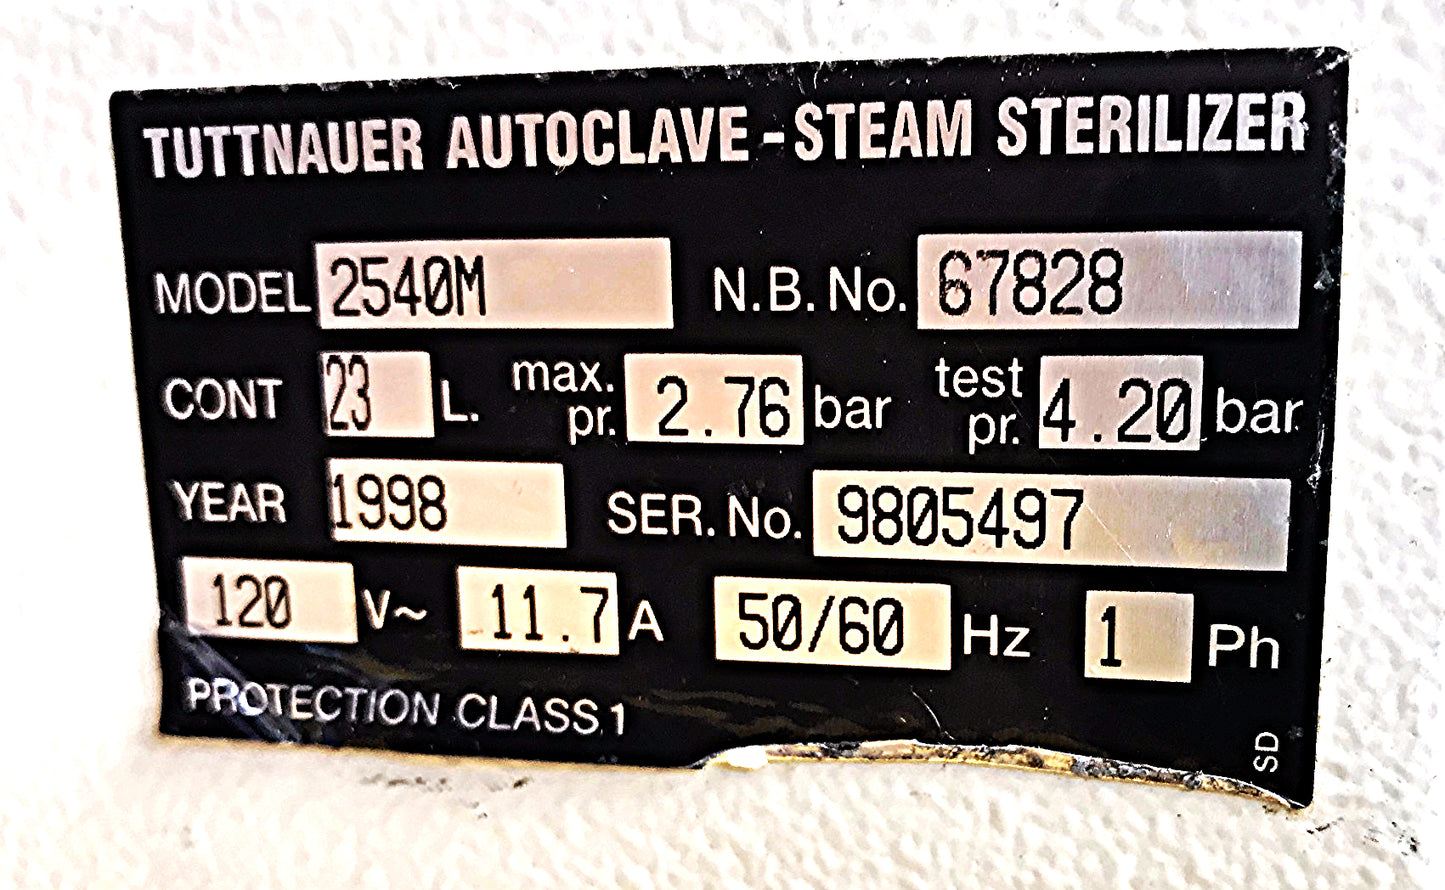 TUTTNAUER AUTOCLAVE - STEAM STERILIZER
MODEL 2540M N.B. No. 67828
CONT 23 L. max. pr. 2.76 bar test pr. 4.20 bar
YEAR 1998 SER. No. 9805497
120 V~ 11.7 A 50/60 Hz 1 Ph
PROTECTION CLASS 1
SD